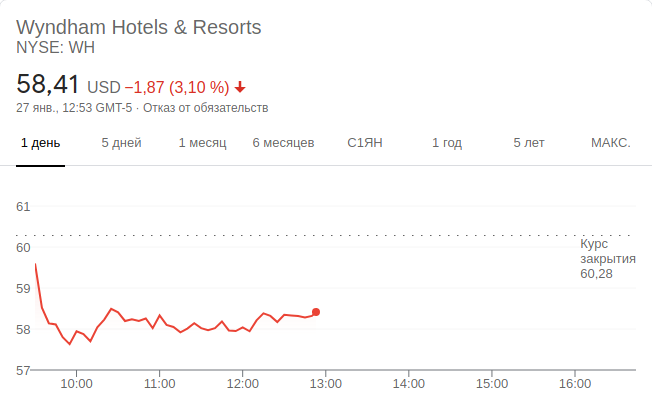 Wyndham Hotels & Resorts
NYSE: WH
58,41 USD −1,87 (3,10 %)
27 янв., 12:53 GMT-5 · Отказ от обязательств
1 день 5 дней 1 месяц 6 месяцев С1ЯН 1 год 5 лет МАКС.
61
60
59
58
57
Курс
закрытия
60,28
10:00 11:00 12:00 13:00 14:00 15:00 16:00